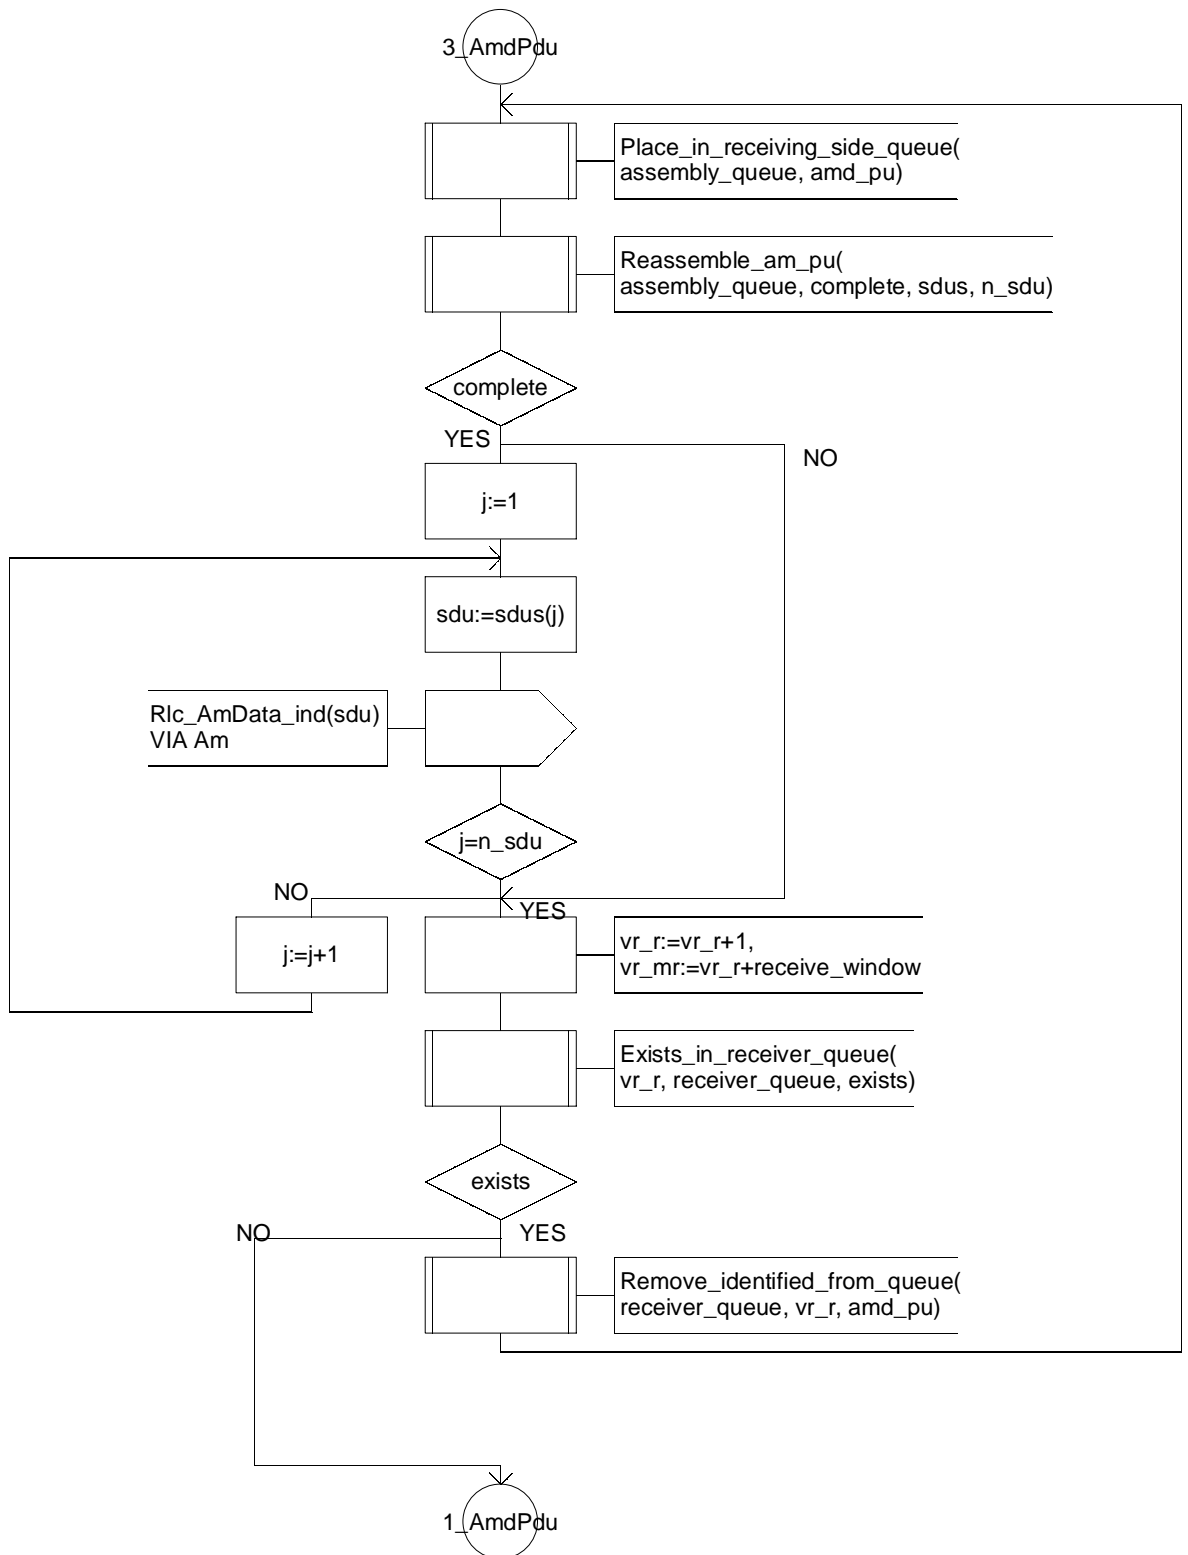 3_AmdPdu
Place_in_receiving_side_queue(
assembly_queue, amd_pu)
Reassemble_am_pu(
assembly_queue, complete, sdus, n_sdu)
complete
YES
NO
j:=1
sdu:=sdus(j)
Rlc_AmData_ind(sdu)
VIA Am
j=n_sdu
NO
YES
j:=j+1
vr_r:=vr_r+1,
vr_mr:=vr_r+receive_window
Exists_in_receiver_queue(
vr_r, receiver_queue, exists)
exists
NO
YES
Remove_identified_from_queue(
receiver_queue, vr_r, amd_pu)
1_AmdPdu